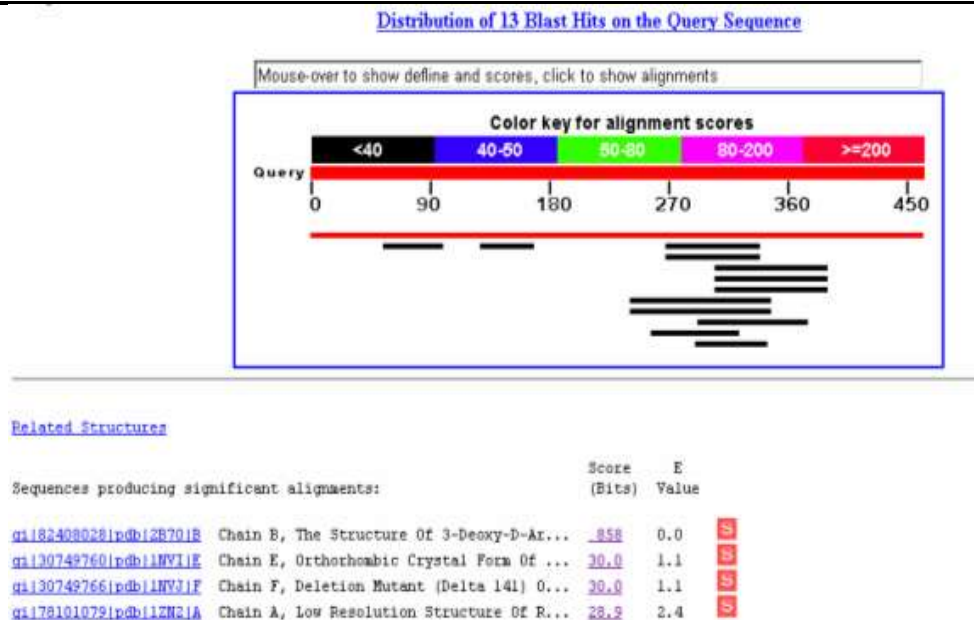 Distribution of 13 Blast Hits on the Query Sequence
Mouse-over to show defline and scores, click to show alignments
Color key for alignment scores
<40 40-50 50-80 80-200 >=200
Query
0 90 180 270 360 450
Related Structures
Score E
Sequences producing significant alignments: (Bits) Value
gi|82408028|pdb|2B7O|B Chain B, The Structure Of 3-Deoxy-D-Ar... 858 0.0 S
gi|30749760|pdb|1NVI|E Chain E, Orthorhombic Crystal Form Of ... 30.0 1.1 S
gi|30749766|pdb|1NVJ|F Chain F, Deletion Mutant (Delta 141) O... 30.0 1.1 S
gi|78101079|pdb|1ZN2|A Chain A, Low Resolution Structure Of R... 28.9 2.4 S